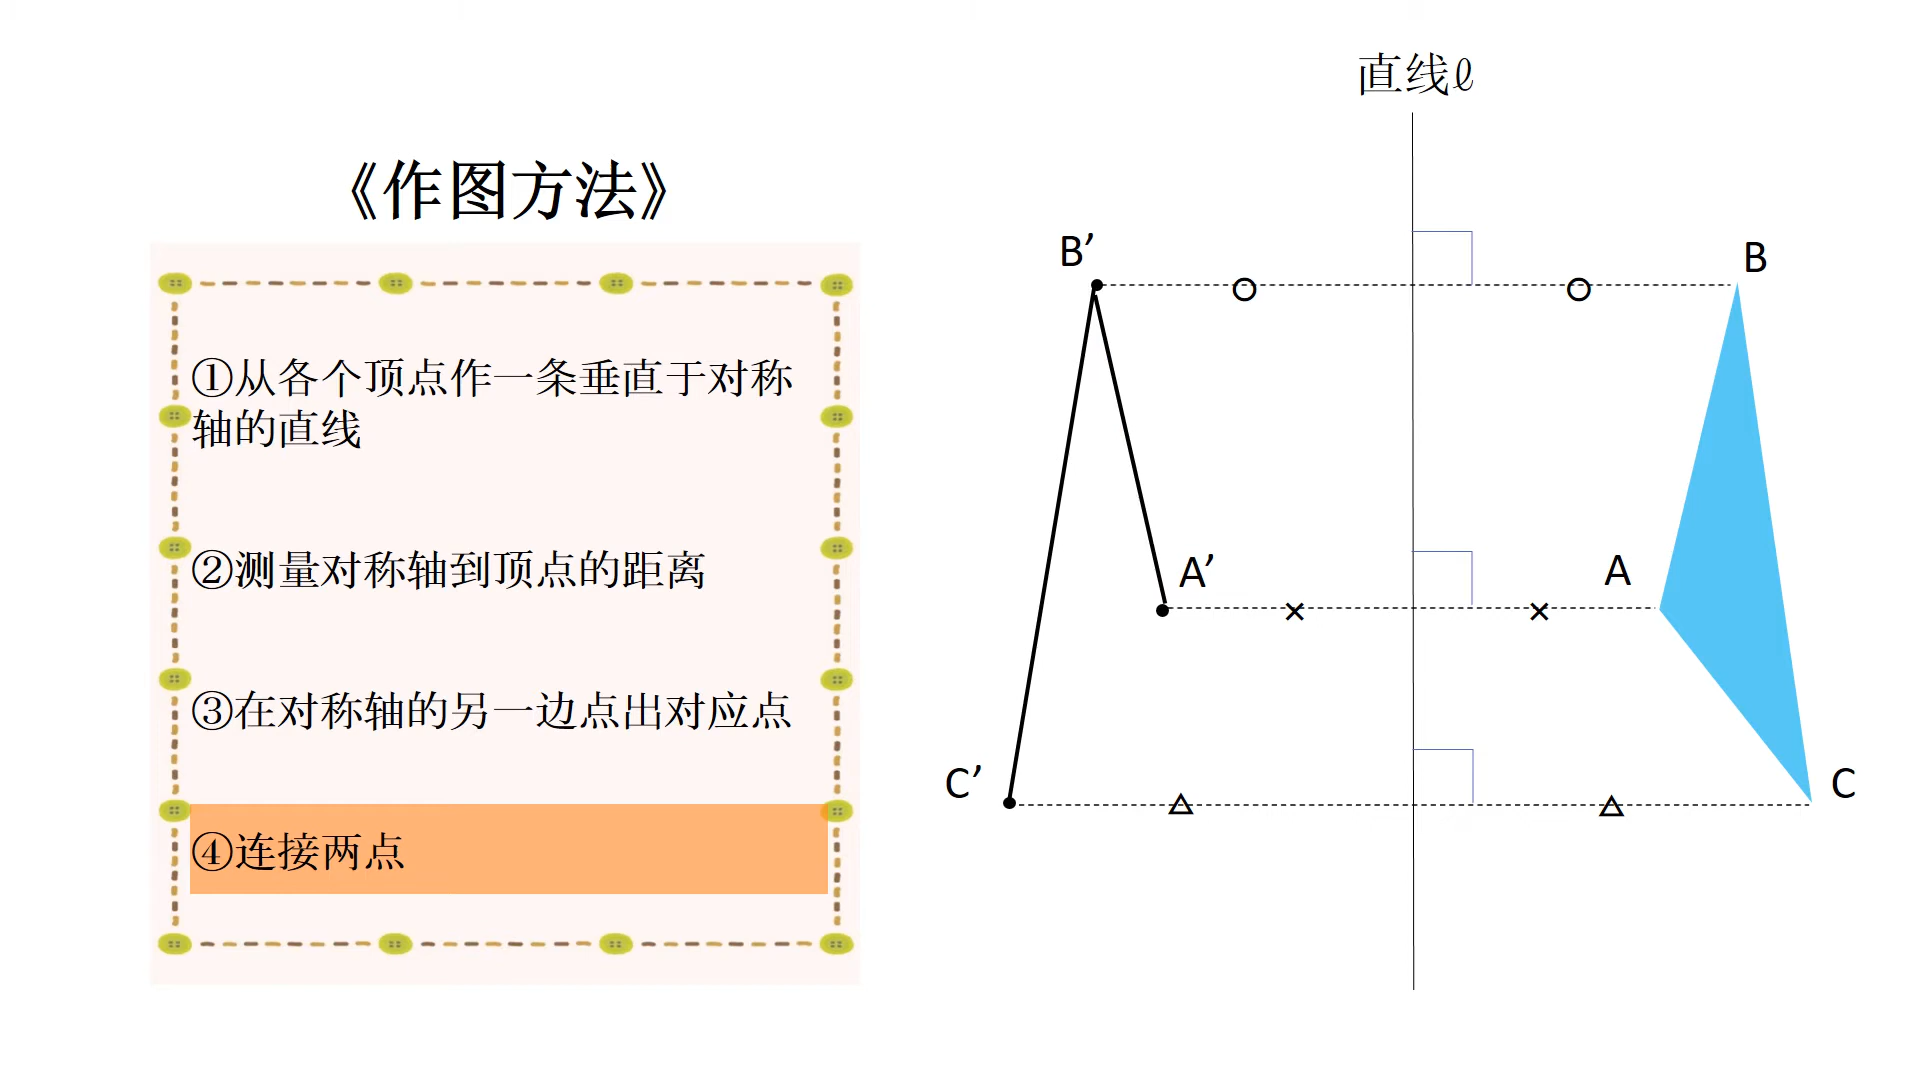 直线ℓ
《作图方法》
①从各个顶点作一条垂直于对称
轴的直线
②测量对称轴到顶点的距离
③在对称轴的另一边点出对应点
④连接两点
B’
B
A’
A
C’
C